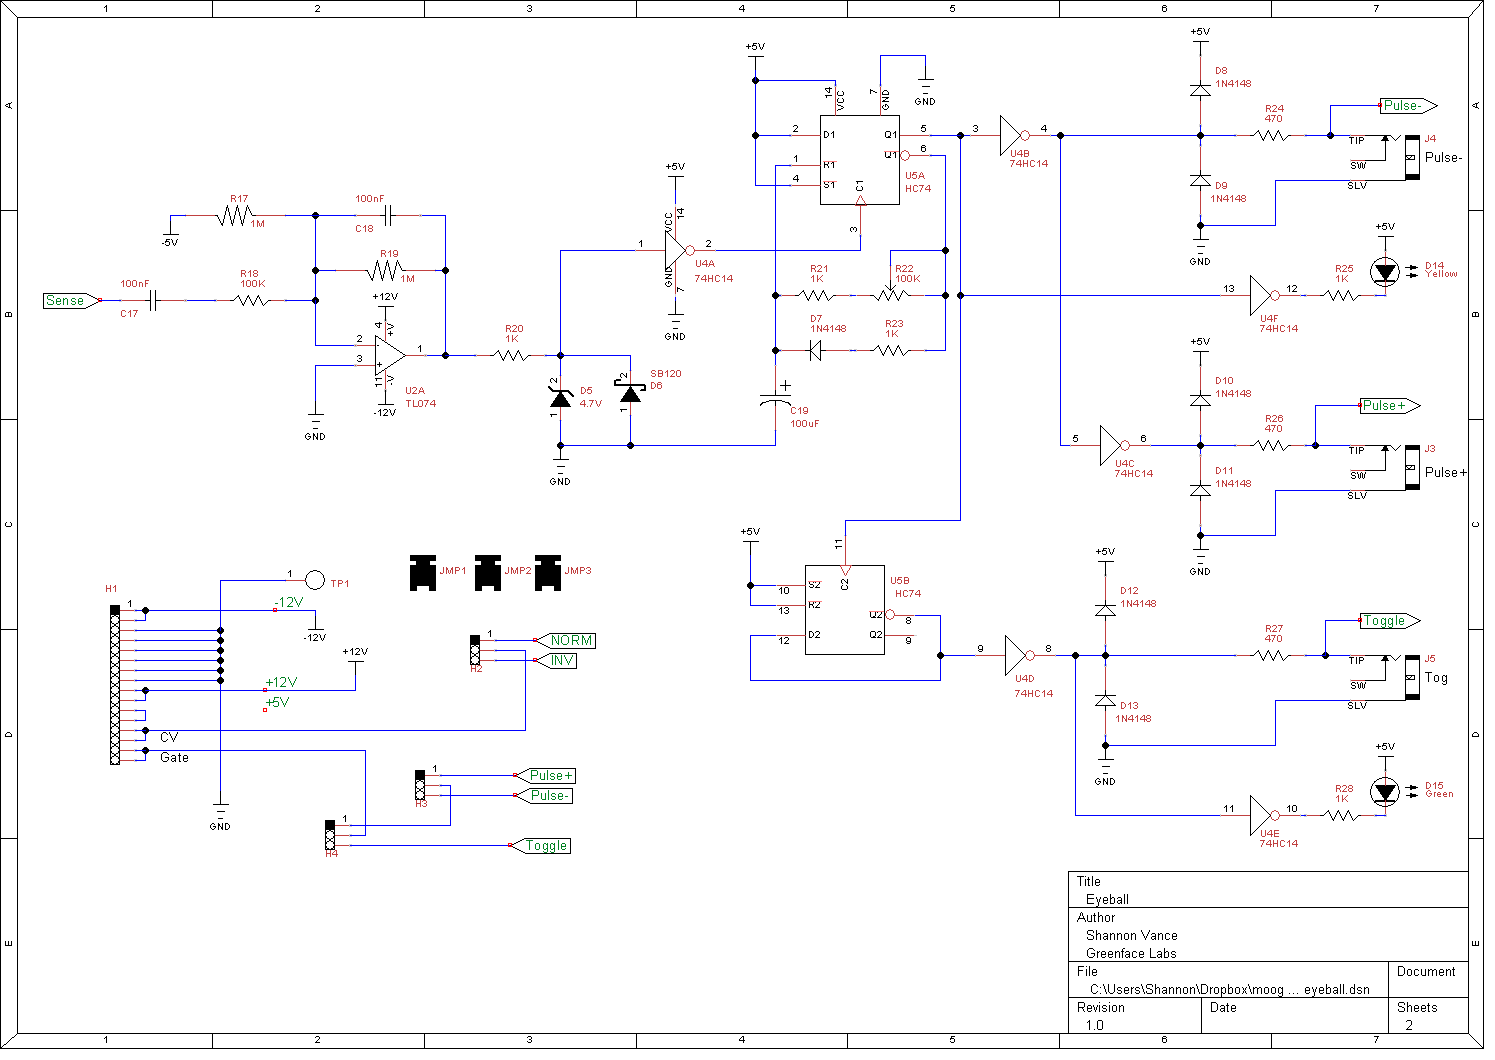 1 2 3 4 5 6 7
A
B
C
D
E
+5V
D8
1N4148
14
VCC
7
GND
GND
Pulse-
R24
470
2 D1 Q1 5
3 4
U4B
74HC14
TIP
J4
Pulse-
SW
SLV
1 R1 Q1 6
4 S1
U5A
HC74
C1
3
D9
1N4148
GND
+5V
14
VCC
1 2
U4A
74HC14
GND
7
GND
R17
1M
-5V
100nF
C18
R19
1M
Sense
100nF
C17
R18
100K
+12V
4
+V
2 -
3 +
1
11
-V
-12V
U2A
TL074
GND
R20
1K
2
D5
4.7V
1
2
SB120
D6
1
GND
R21
1K
R22
100K
D7
1N4148
R23
1K
+
C19
100uF
+5V
D14
Yellow
R25
1K
13 12
U4F
74HC14
+5V
D10
1N4148
Pulse+
R26
470
5 6
U4C
74HC14
TIP
J3
Pulse+
SW
SLV
D11
1N4148
GND
+5V
11
C2
S2
10
R2
13
D2
12
U5B
HC74
Q2
8
Q2
9
+5V
D12
1N4148
Toggle
R27
470
9 8
U4D
74HC14
TIP
J5
Tog
SW
SLV
D13
1N4148
GND
+5V
D15
Green
R28
1K
11 10
U4E
74HC14
H1
1
1
TP1
-12V
-12V
+12V
+12V
+5V
CV
Gate
GND
JMP1
JMP2
JMP3
1
NORM
INV
H2
1
Pulse+
Pulse-
H3
1
Toggle
H4
Title
Eyeball
Author
Shannon Vance
Greenface Labs
File
Document
C:\Users\Shannon\Dropbox\moog ... eyeball.dsn
Revision
Date
Sheets
1.0
2
A
B
C
D
E
1 2 3 4 5 6 7